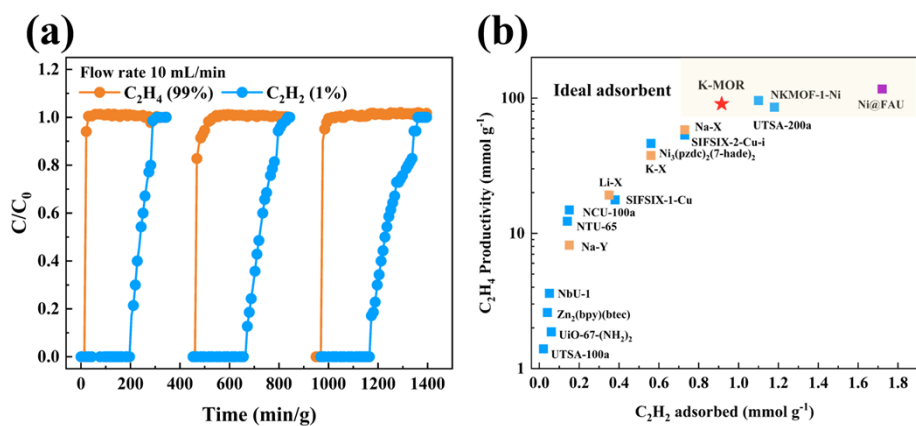 (a)
Flow rate 10 mL/min
C₂H₄ (99%) C₂H₂ (1%)
C/C₀
1.2
1.0
0.8
0.6
0.4
0.2
0.0
0 200 400 600 800 1000 1200 1400
Time (min/g)
(b)
C₂H₄ Productivity (mmol g⁻¹)
100
10
1
Ideal adsorbent
K-MOR
NKMOF-1-Ni
Ni@FAU
UTSA-200a
Na-X
SIFSIX-2-Cu-i
Ni₃(pzdc)₂(7-hade)₂
K-X
Li-X
SIFSIX-1-Cu
NCU-100a
NTU-65
Na-Y
NbU-1
Zn₂(bpy)(btec)
UiO-67-(NH₂)₂
UTSA-100a
0.0 0.2 0.4 0.6 0.8 1.0 1.2 1.4 1.6 1.8
C₂H₂ adsorbed (mmol g⁻¹)